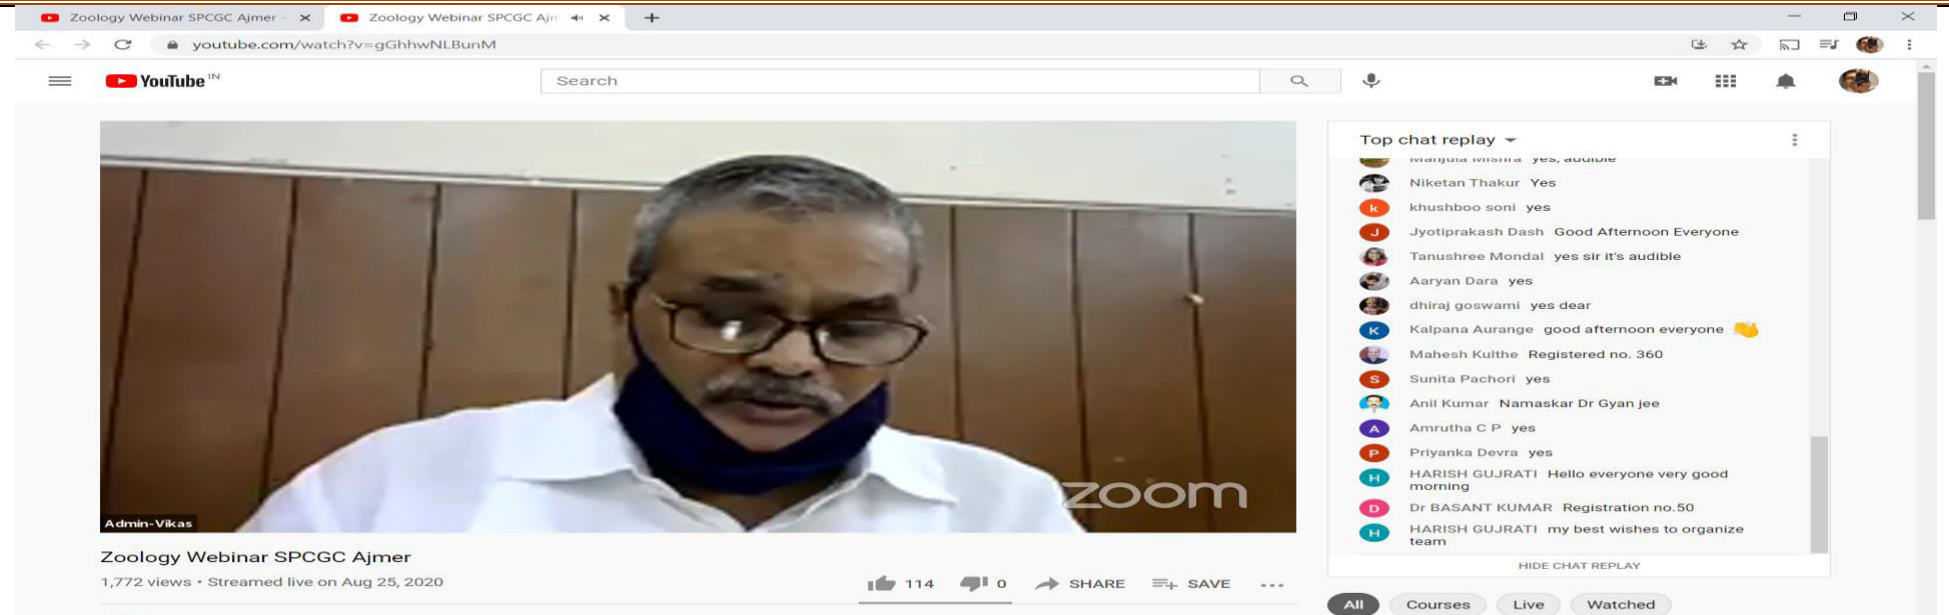 Zoology Webinar SPCGC Ajmer -
Zoology Webinar SPCGC Ajm
youtube.com/watch?v=gGhhwNLBunM
YouTube IN
Search
Top chat replay
Manjula Mishra yes, audible
Niketan Thakur Yes
k khushboo soni yes
J Jyotiprakash Dash Good Afternoon Everyone
Tanushree Mondal yes sir it's audible
Aaryan Dara yes
dhiraj goswami yes dear
K Kalpana Aurange good afternoon everyone 👏
Mahesh Kulthe Registered no. 360
S Sunita Pachori yes
Anil Kumar Namaskar Dr Gyan jee
A Amrutha C P yes
P Priyanka Devra yes
H HARISH GUJRATI Hello everyone very good
morning
D Dr BASANT KUMAR Registration no.50
H HARISH GUJRATI my best wishes to organize
team
HIDE CHAT REPLAY
zoom
Admin-Vikas
Zoology Webinar SPCGC Ajmer
1,772 views • Streamed live on Aug 25, 2020
114 0 SHARE SAVE ...
All Courses Live Watched